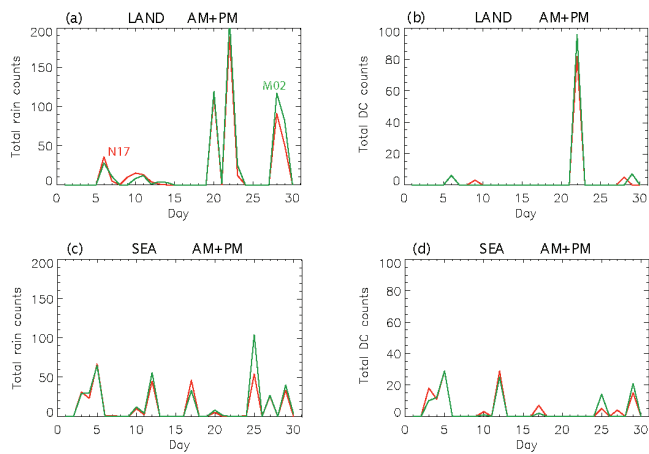 (a) LAND AM+PM
200
150
100
50
0
Total rain counts
N17
M02
0 5 10 15 20 25 30
Day
(b) LAND AM+PM
100
80
60
40
20
0
Total DC counts
0 5 10 15 20 25 30
Day
(c) SEA AM+PM
200
150
100
50
0
Total rain counts
0 5 10 15 20 25 30
Day
(d) SEA AM+PM
100
80
60
40
20
0
Total DC counts
0 5 10 15 20 25 30
Day